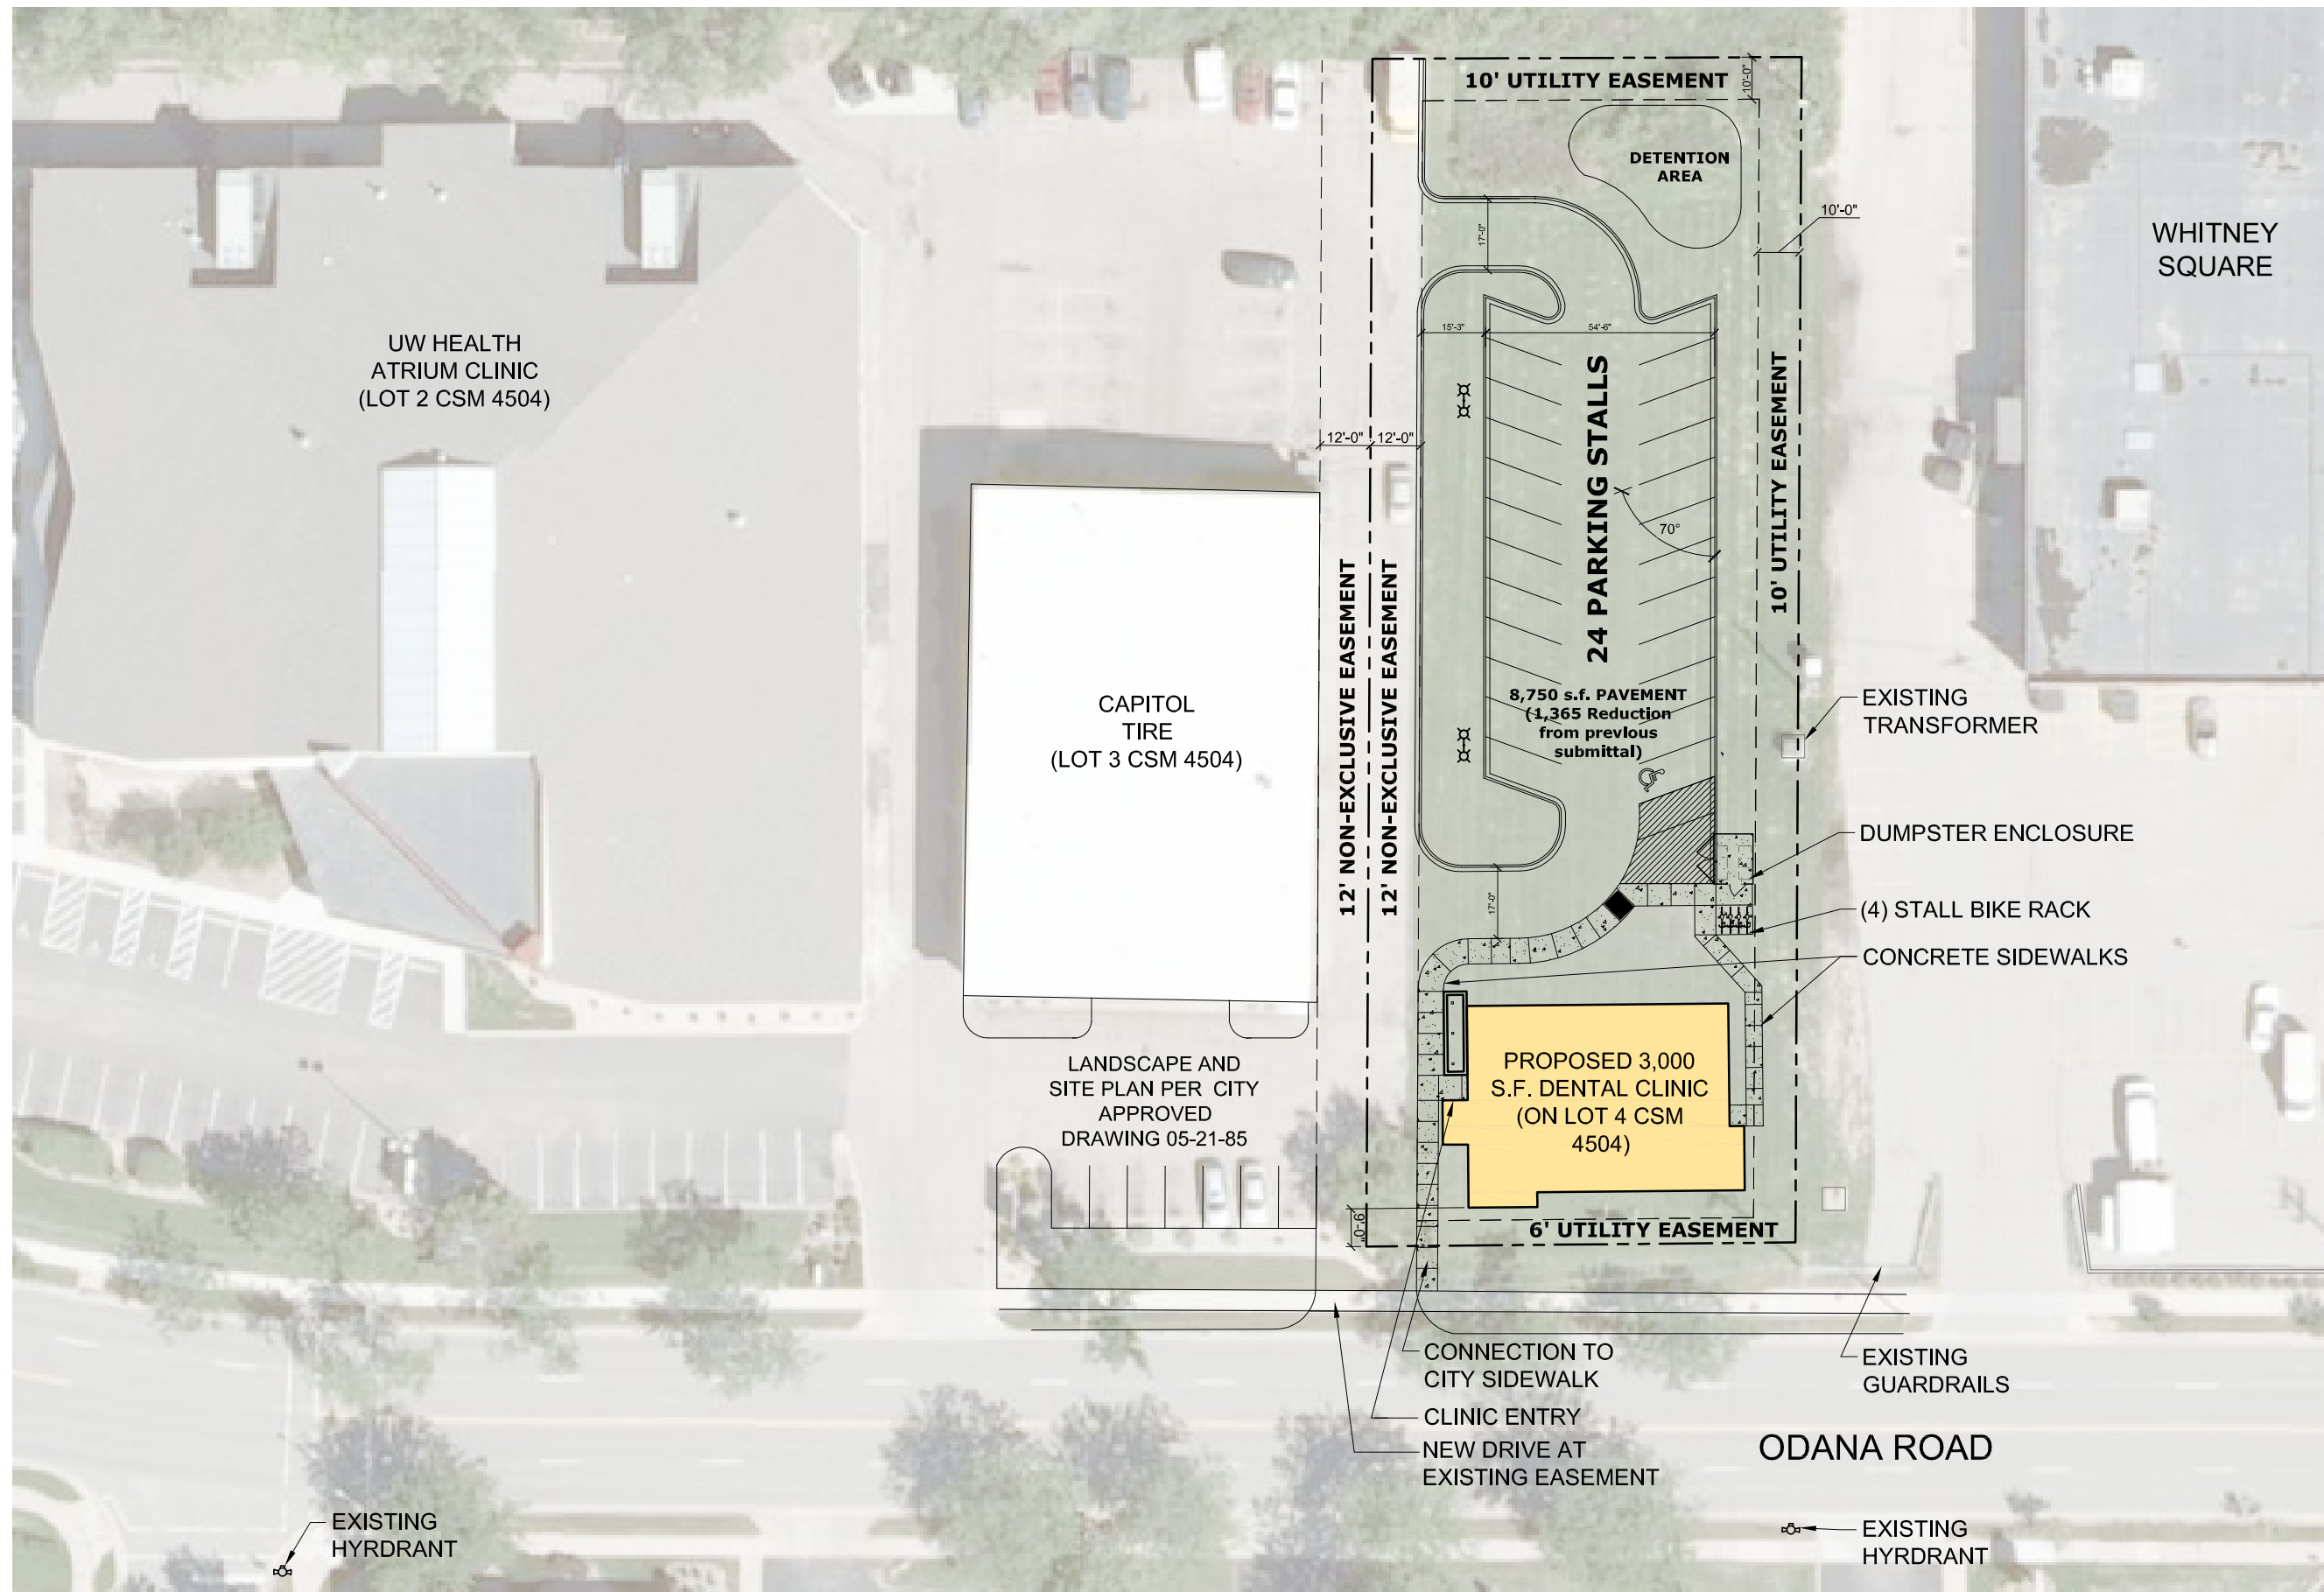 10' UTILITY EASEMENT
10'-0"
DETENTION
AREA
10'-0"
WHITNEY
SQUARE
17'-0"
15'-3"
54'-6"
UW HEALTH
ATRIUM CLINIC
(LOT 2 CSM 4504)
12'-0"
12'-0"
24 PARKING STALLS
70°
10' UTILITY EASEMENT
12' NON-EXCLUSIVE EASEMENT
12' NON-EXCLUSIVE EASEMENT
CAPITOL
TIRE
(LOT 3 CSM 4504)
8,750 s.f. PAVEMENT
(1,365 Reduction
from previous
submittal)
EXISTING
TRANSFORMER
DUMPSTER ENCLOSURE
(4) STALL BIKE RACK
CONCRETE SIDEWALKS
17'-0"
PROPOSED 3,000
S.F. DENTAL CLINIC
(ON LOT 4 CSM
4504)
LANDSCAPE AND
SITE PLAN PER CITY
APPROVED
DRAWING 05-21-85
9'-0"
6' UTILITY EASEMENT
CONNECTION TO
CITY SIDEWALK
CLINIC ENTRY
NEW DRIVE AT
EXISTING EASEMENT
EXISTING
GUARDRAILS
ODANA ROAD
EXISTING
HYRDRANT
EXISTING
HYRDRANT